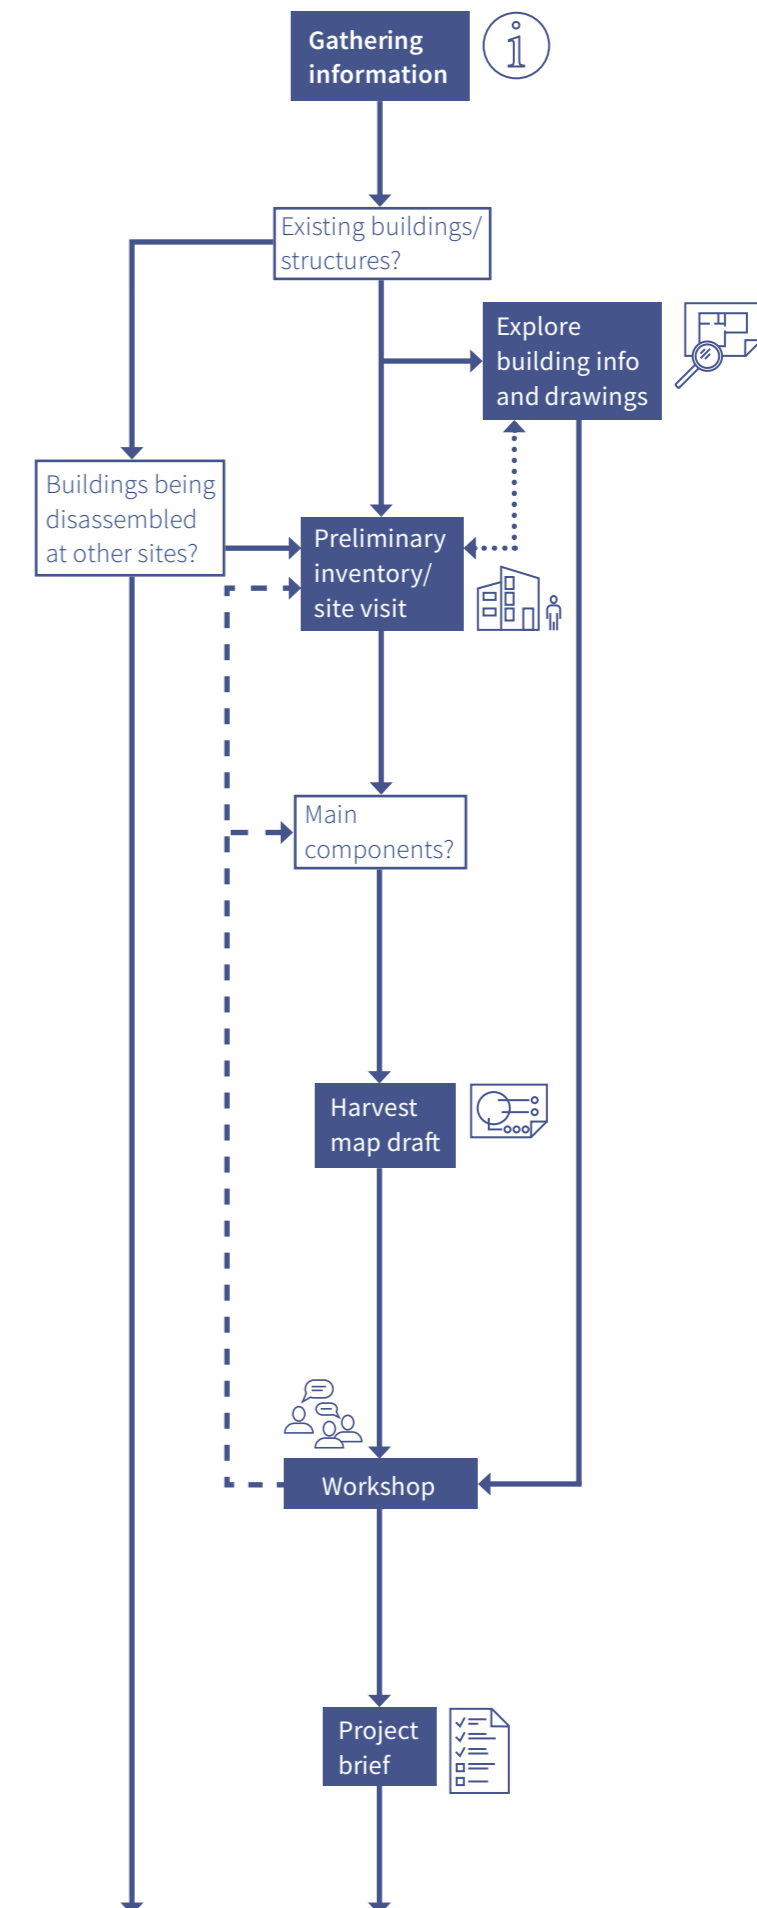 Gathering
information
Existing buildings/
structures?
Explore
building info
and drawings
Buildings being
disassembled
at other sites?
Preliminary
inventory/
site visit
Main
components?
Harvest
map draft
Workshop
Project
brief